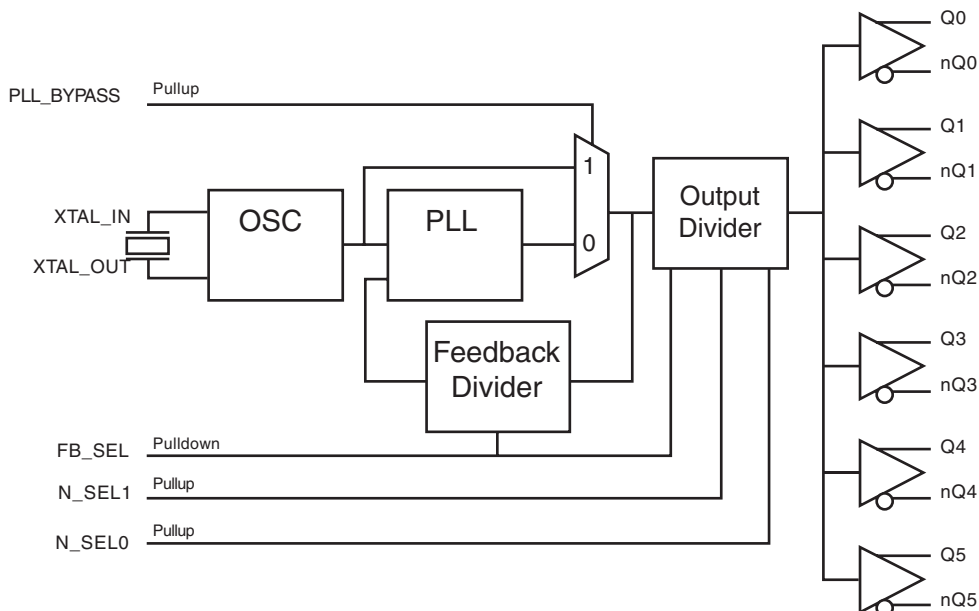 PLL_BYPASS
Pullup
XTAL_IN
XTAL_OUT
OSC
PLL
1
0
Output
Divider
Feedback
Divider
FB_SEL
Pulldown
N_SEL1
Pullup
N_SEL0
Pullup
Q0
nQ0
Q1
nQ1
Q2
nQ2
Q3
nQ3
Q4
nQ4
Q5
nQ5